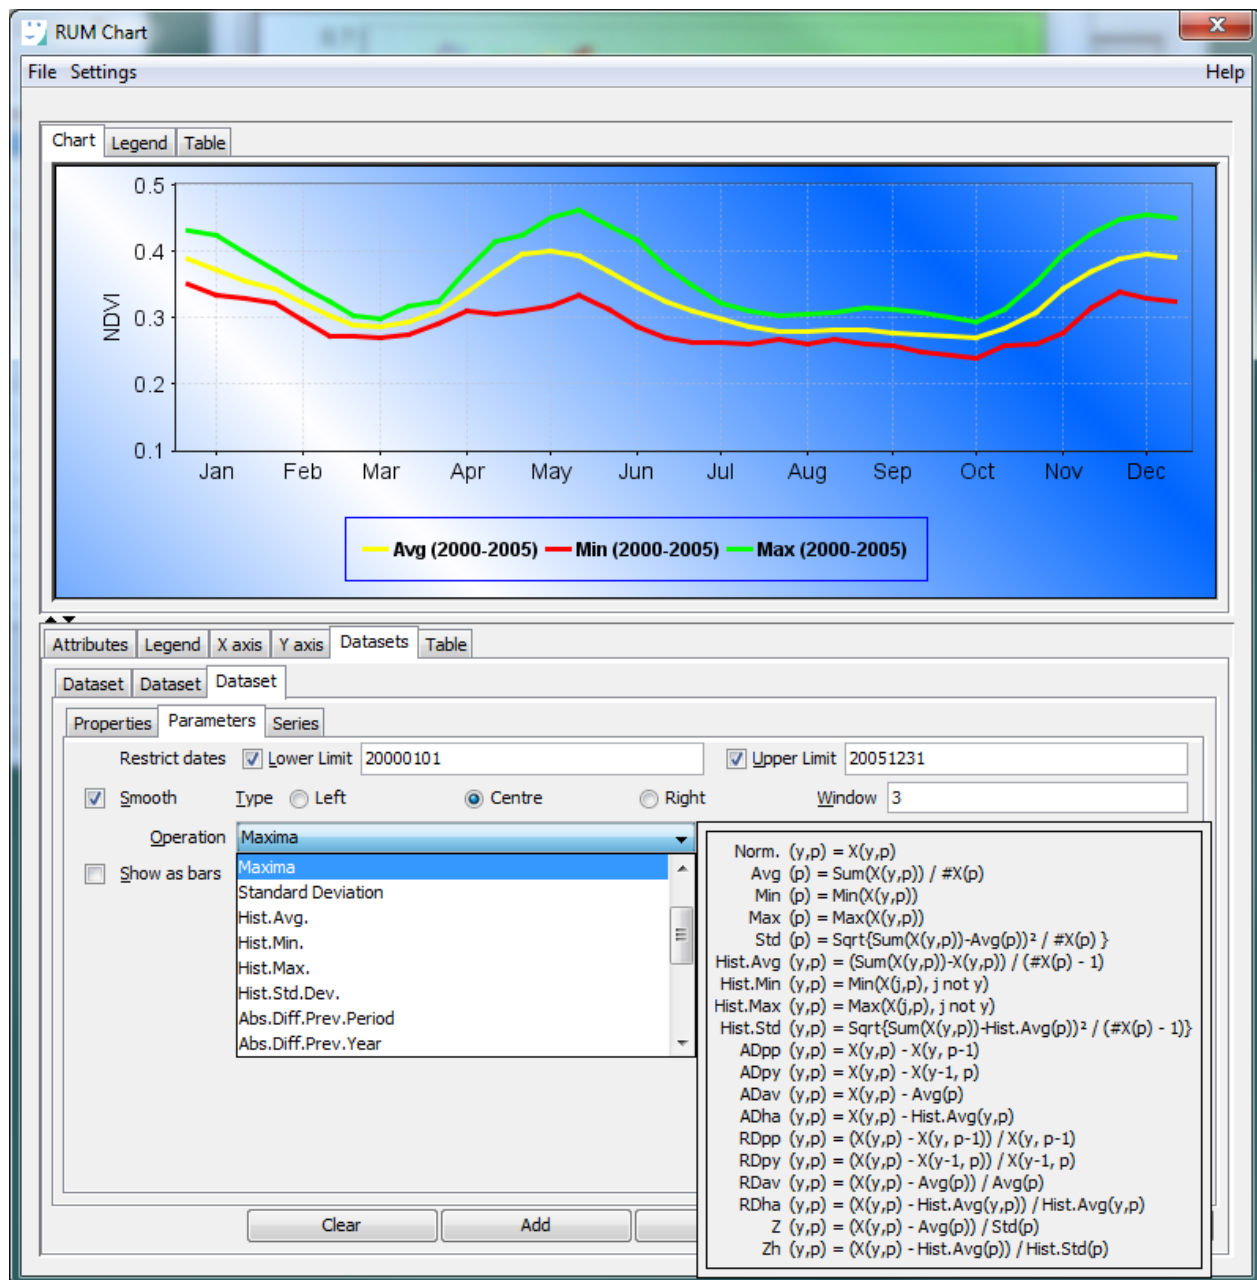 RUM Chart
File Settings Help
Chart Legend Table
0.5
0.4
0.3
0.2
0.1
NDVI
Jan Feb Mar Apr May Jun Jul Aug Sep Oct Nov Dec
Avg (2000-2005) Min (2000-2005) Max (2000-2005)
Attributes Legend X axis Y axis Datasets Table
Dataset Dataset Dataset
Properties Parameters Series
Restrict dates Lower Limit 20000101 Upper Limit 20051231
Smooth Type Left Centre Right Window 3
Operation Maxima
Show as bars
Maxima
Standard Deviation
Hist.Avg.
Hist.Min.
Hist.Max.
Hist.Std.Dev.
Abs.Diff.Prev.Period
Abs.Diff.Prev.Year
Norm. (y,p) = X(y,p)
Avg (p) = Sum(X(y,p)) / #X(p)
Min (p) = Min(X(y,p))
Max (p) = Max(X(y,p))
Std (p) = Sqrt{Sum(X(y,p))-Avg(p))² / #X(p) }
Hist.Avg (y,p) = (Sum(X(y,p))-X(y,p)) / (#X(p) - 1)
Hist.Min (y,p) = Min(X(j,p), j not y)
Hist.Max (y,p) = Max(X(j,p), j not y)
Hist.Std (y,p) = Sqrt{Sum(X(y,p))-Hist.Avg(p))² / (#X(p) - 1)}
ADpp (y,p) = X(y,p) - X(y, p-1)
ADpy (y,p) = X(y,p) - X(y-1, p)
ADav (y,p) = X(y,p) - Avg(p)
ADha (y,p) = X(y,p) - Hist.Avg(y,p)
RDpp (y,p) = (X(y,p) - X(y, p-1)) / X(y, p-1)
RDpy (y,p) = (X(y,p) - X(y-1, p)) / X(y-1, p)
RDav (y,p) = (X(y,p) - Avg(p)) / Avg(p)
RDha (y,p) = (X(y,p) - Hist.Avg(y,p)) / Hist.Avg(y,p)
Z (y,p) = (X(y,p) - Avg(p)) / Std(p)
Zh (y,p) = (X(y,p) - Hist.Avg(p)) / Hist.Std(p)
Clear Add